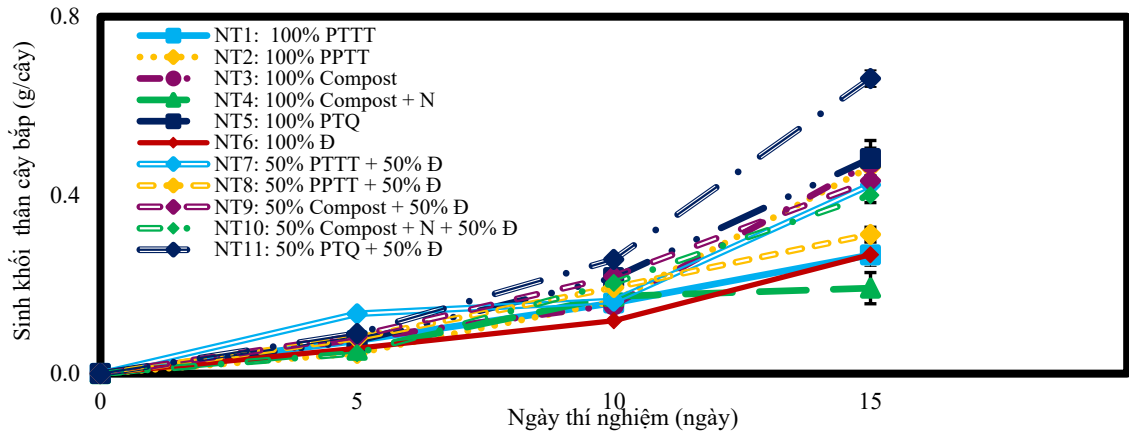 0.8
0.4
0.0
Sinh khối thân cây bắp (g/cây)
NT1: 100% PTTT
NT2: 100% PPTT
NT3: 100% Compost
NT4: 100% Compost + N
NT5: 100% PTQ
NT6: 100% Đ
NT7: 50% PTTT + 50% Đ
NT8: 50% PPTT + 50% Đ
NT9: 50% Compost + 50% Đ
NT10: 50% Compost + N + 50% Đ
NT11: 50% PTQ + 50% Đ
0 5 10 15
Ngày thí nghiệm (ngày)